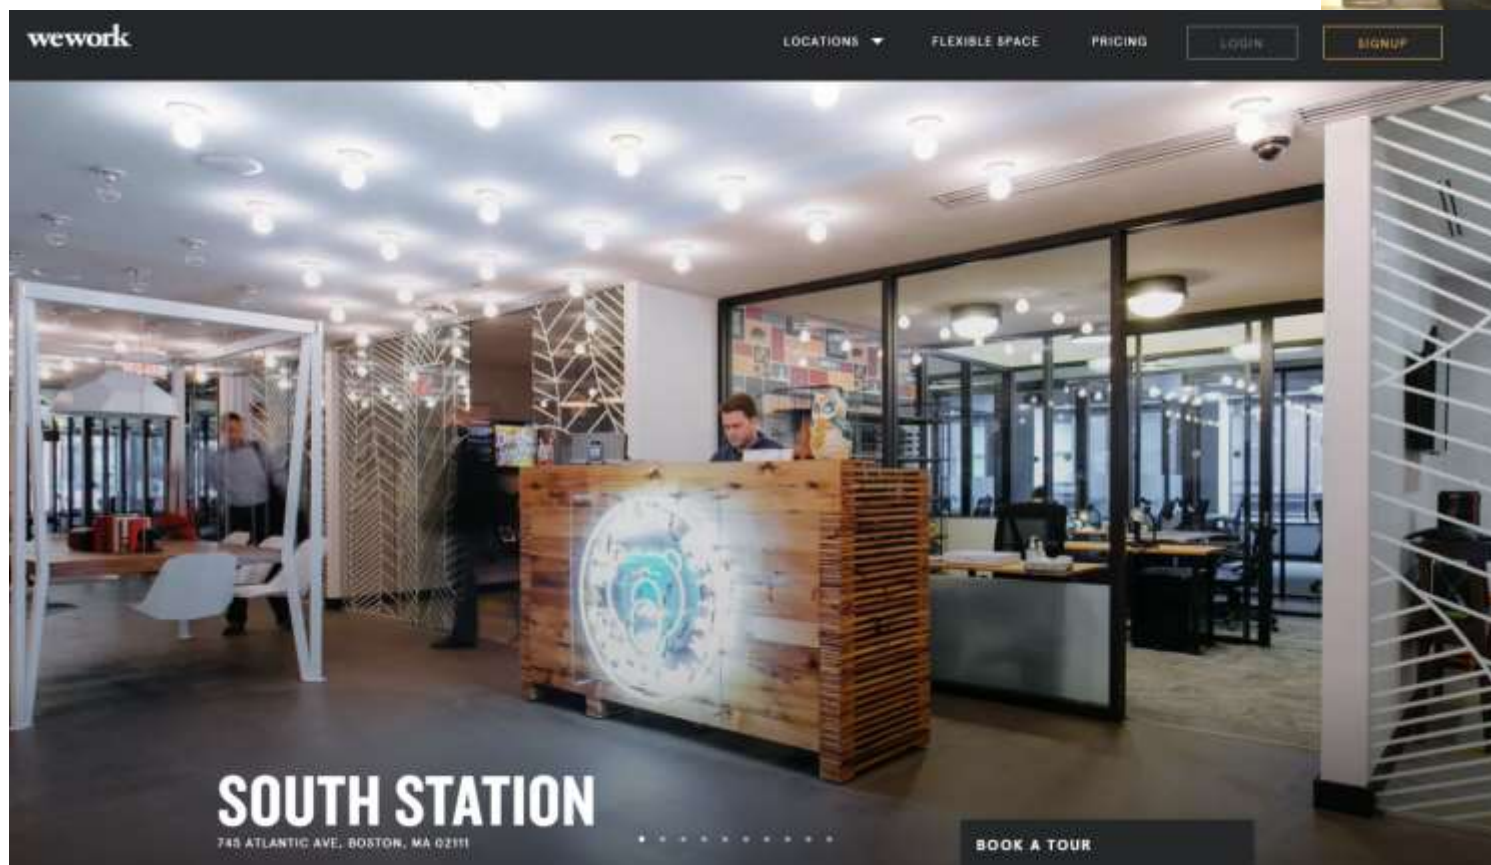 wework
LOCATIONS FLEXIBLE SPACE PRICING LOGIN SIGNUP
SOUTH STATION
745 ATLANTIC AVE, BOSTON, MA 02111
BOOK A TOUR